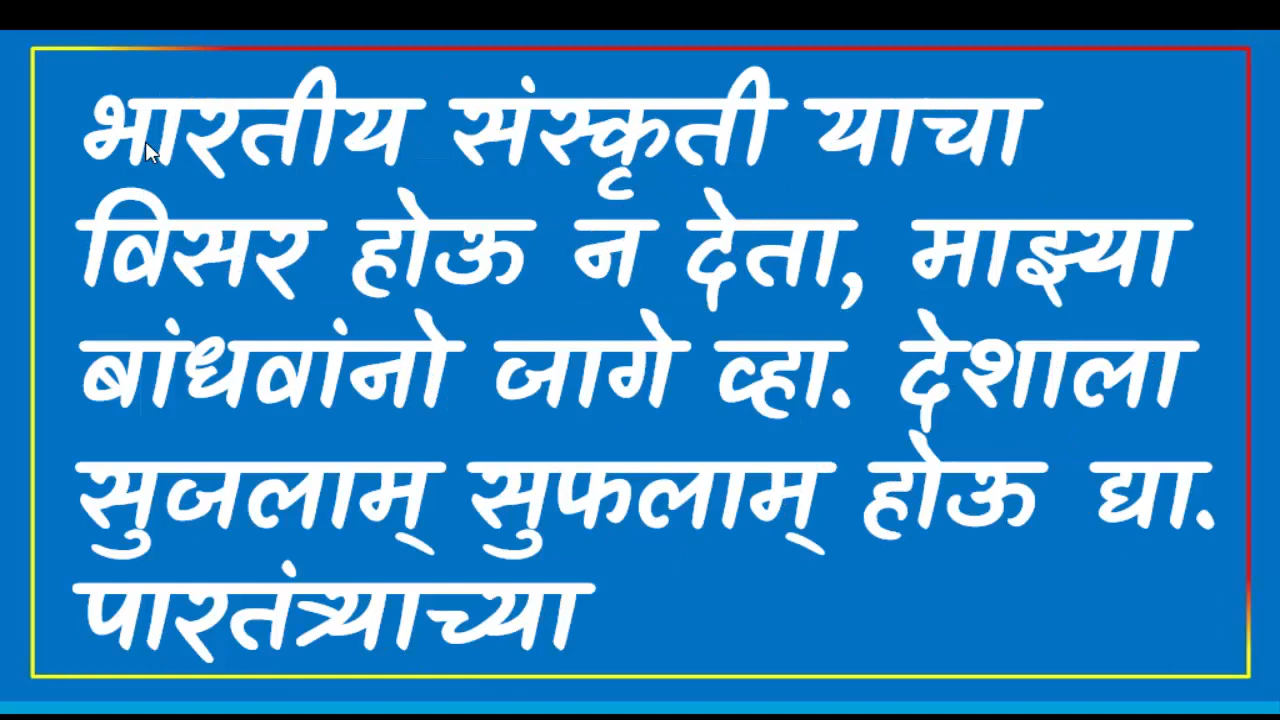 भारतीय संस्कृती याचा
विसर होऊ न देता, माझ्या
बांधवांनो जागे व्हा. देशाला
सुजलाम् सुफलाम् होऊ द्या.
पारतंत्र्याच्या